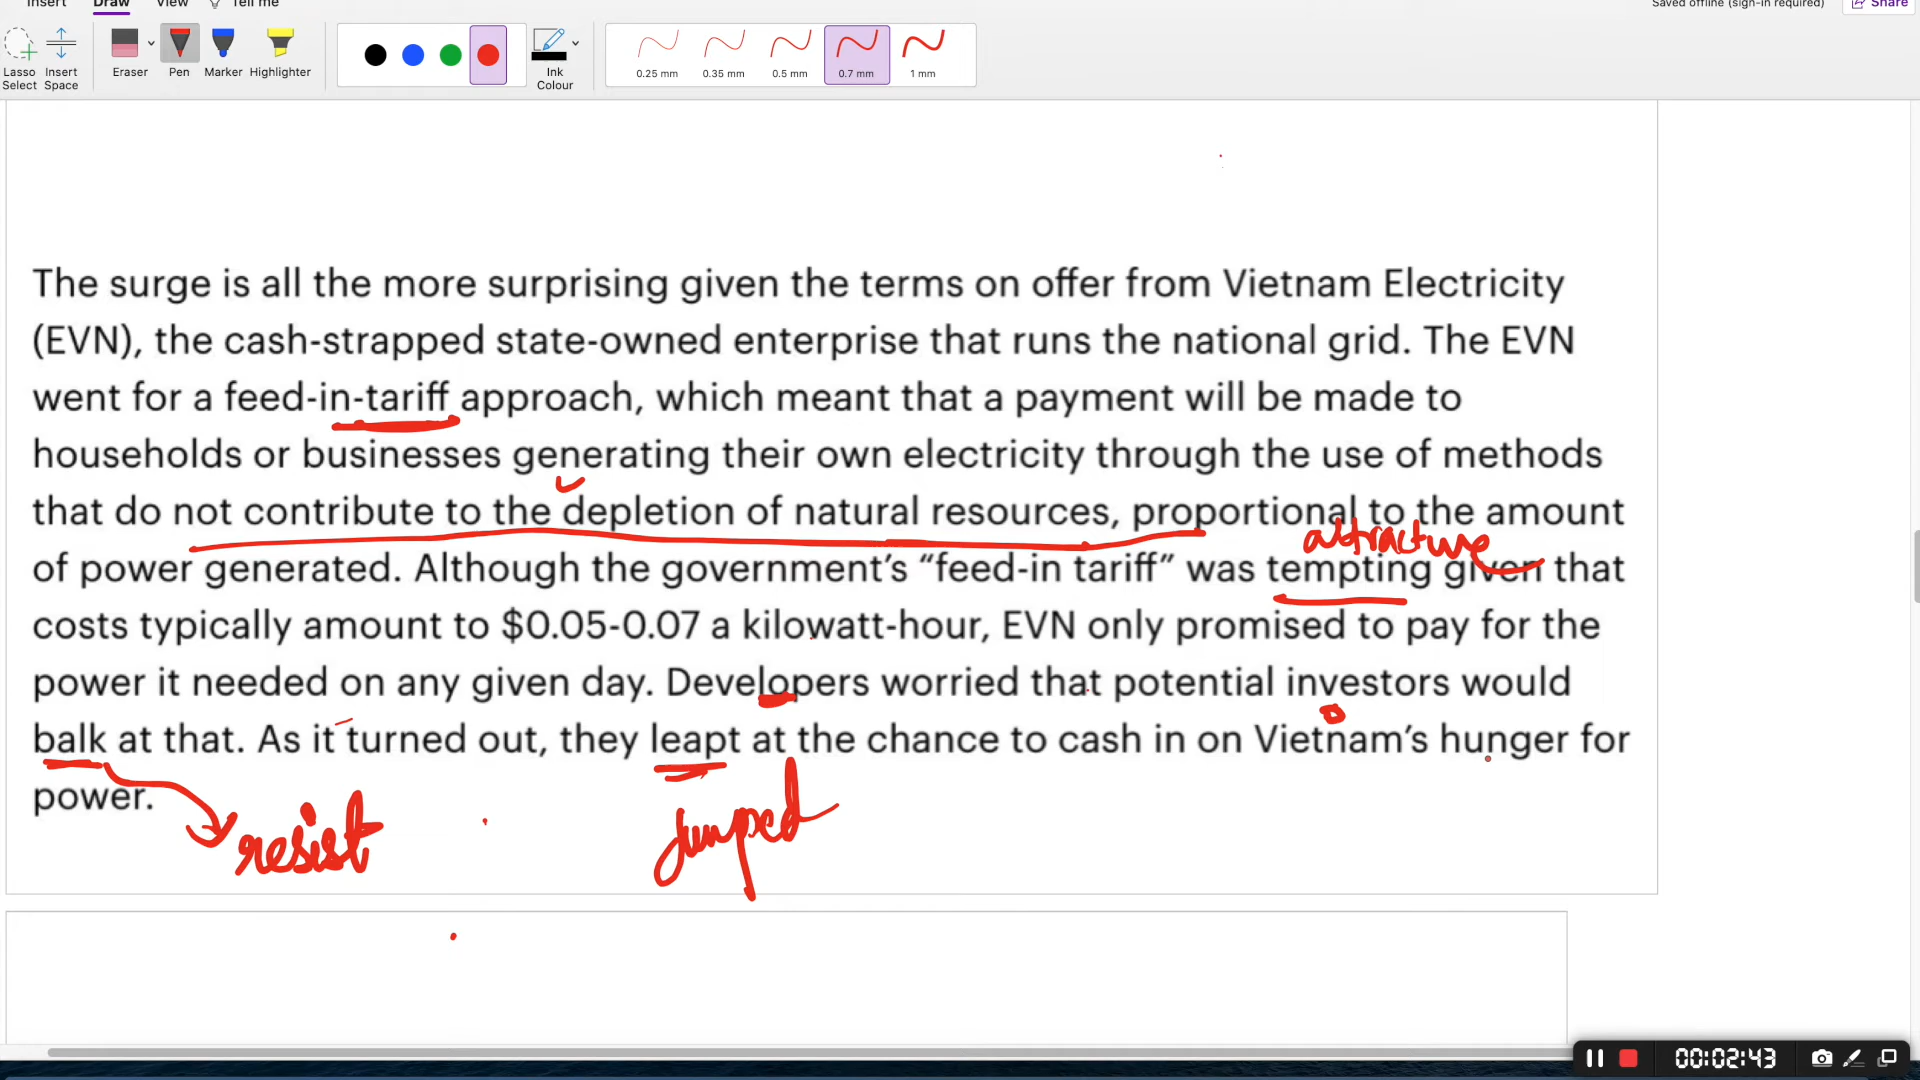 Insert Draw View Tell me Saved offline (sign-in required) Share
Lasso Select Insert Space Eraser Pen Marker Highlighter Ink Colour 0.25 mm 0.35 mm 0.5 mm 0.7 mm 1 mm
The surge is all the more surprising given the terms on offer from Vietnam Electricity
(EVN), the cash-strapped state-owned enterprise that runs the national grid. The EVN
went for a feed-in-tariff approach, which meant that a payment will be made to
households or businesses generating their own electricity through the use of methods
that do not contribute to the depletion of natural resources, proportional to the amount
attracture
of power generated. Although the government's “feed-in tariff” was tempting given that
costs typically amount to $0.05-0.07 a kilowatt-hour, EVN only promised to pay for the
power it needed on any given day. Developers worried that potential investors would
balk at that. As it turned out, they leapt at the chance to cash in on Vietnam's hunger for
power.
resist jumped
00:02:43